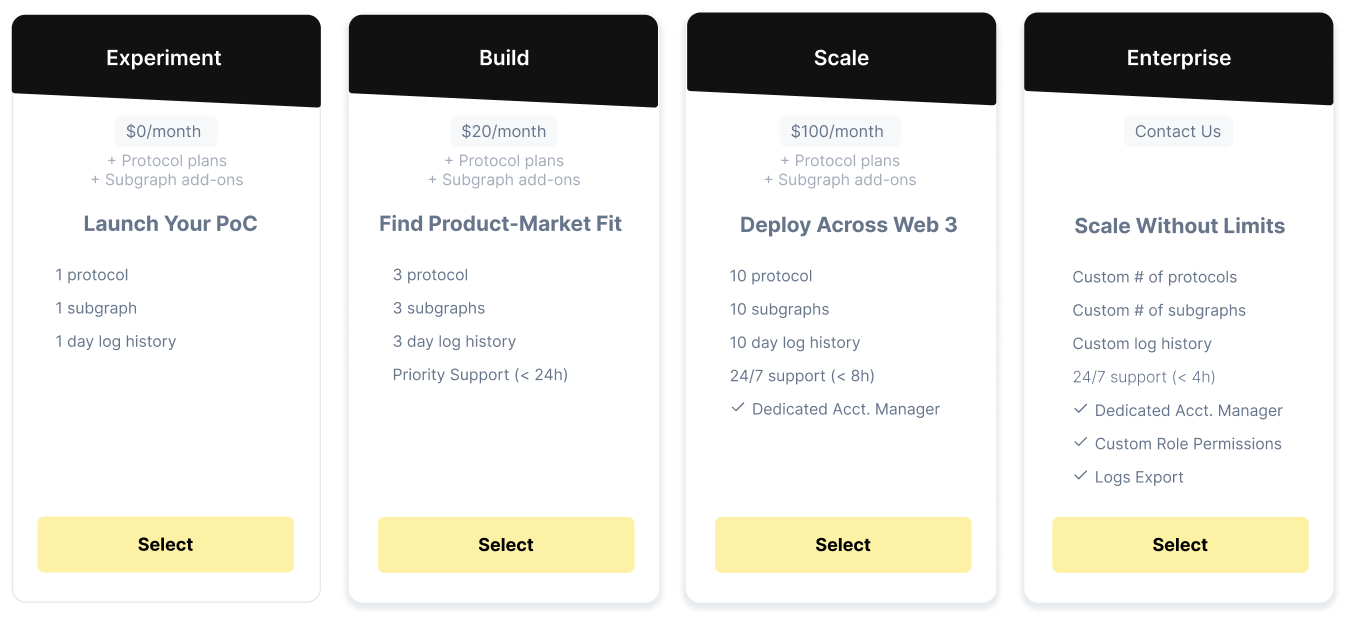 Experiment
$0/month
+ Protocol plans
+ Subgraph add-ons
Launch Your PoC
1 protocol
1 subgraph
1 day log history
Select
Build
$20/month
+ Protocol plans
+ Subgraph add-ons
Find Product-Market Fit
3 protocol
3 subgraphs
3 day log history
Priority Support (< 24h)
Select
Scale
$100/month
+ Protocol plans
+ Subgraph add-ons
Deploy Across Web 3
10 protocol
10 subgraphs
10 day log history
24/7 support (< 8h)
✓ Dedicated Acct. Manager
Select
Enterprise
Contact Us
Scale Without Limits
Custom # of protocols
Custom # of subgraphs
Custom log history
24/7 support (< 4h)
✓ Dedicated Acct. Manager
✓ Custom Role Permissions
✓ Logs Export
Select